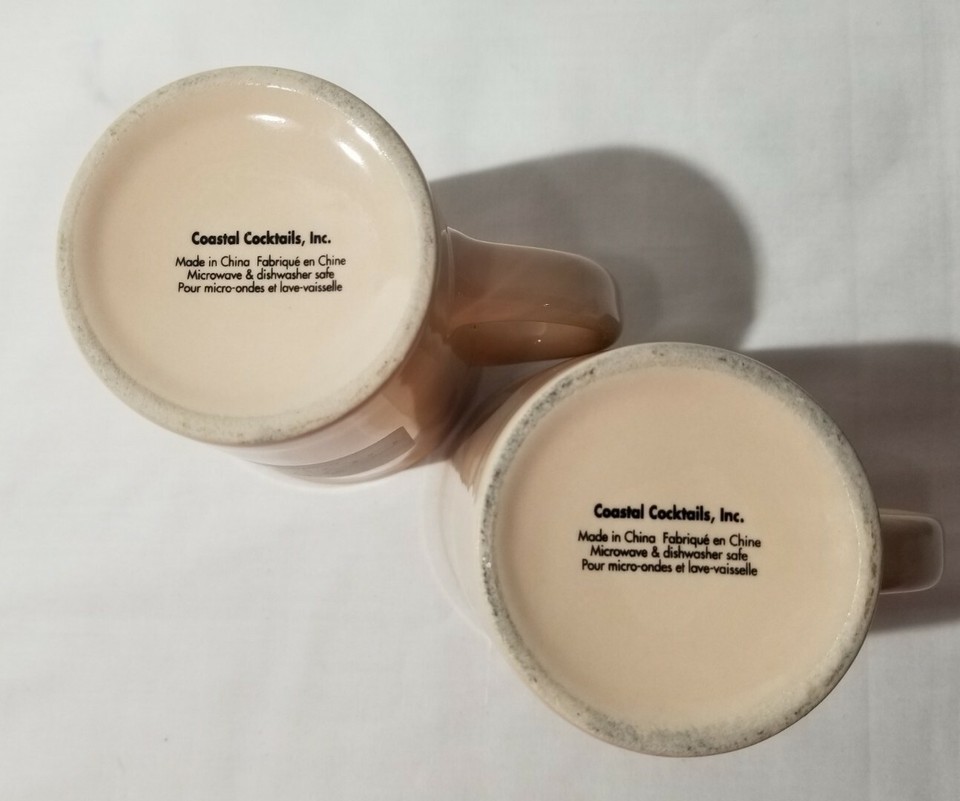 Coastal Cocktails, Inc.
Made in China Fabriqué en Chine
Microwave & dishwasher safe
Pour micro-ondes et lave-vaisselle
Coastal Cocktails, Inc.
Made in China Fabriqué en Chine
Microwave & dishwasher safe
Pour micro-ondes et lave-vaisselle